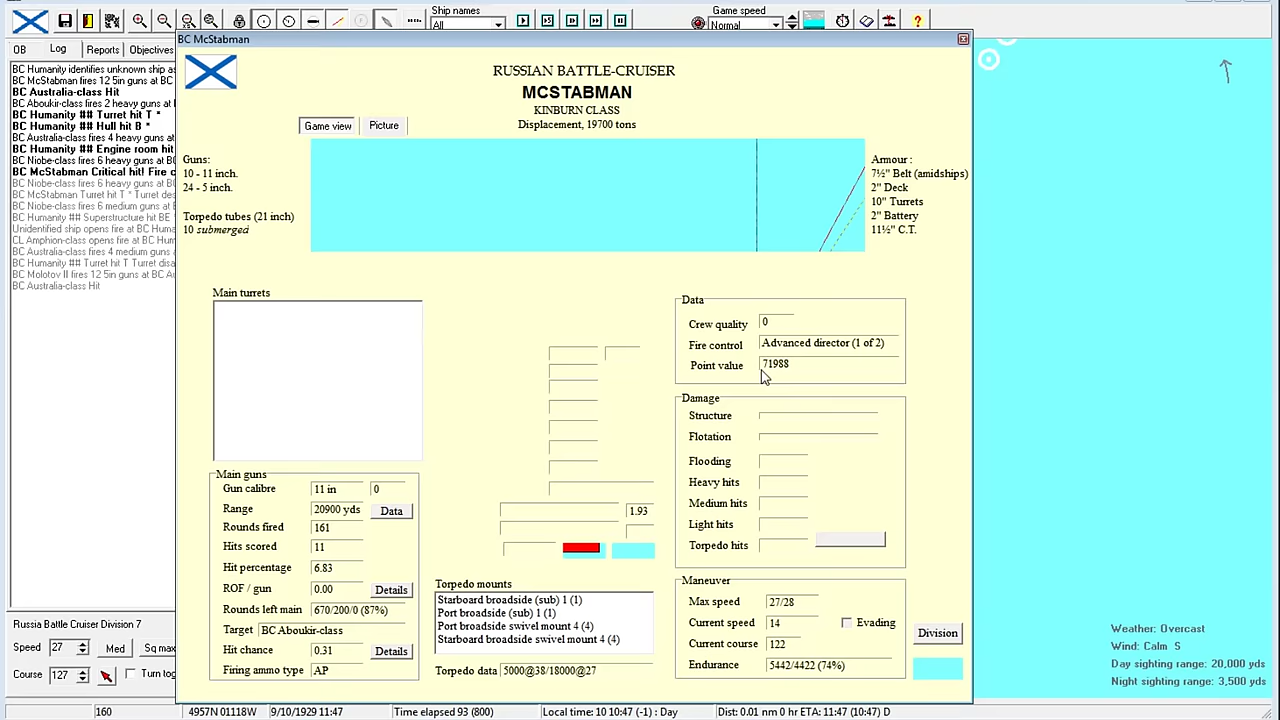 Ship names
Game speed
All
Normal
BC McStabman
OB
Log
Reports
Objectives
BC Humanity identifies unknown ship as
BC McStabman fires 12 5in guns at BC
BC Australia-class Hit
BC Aboukir-class fires 2 heavy guns at
BC Humanity ## Turret hit T *
BC Humanity ## Hull hit B *
BC Australia-class fires 4 heavy guns a
BC Humanity ## Engine room hit
BC Niobe-class fires 6 heavy guns at B
BC McStabman Critical hit! Fire c
BC Niobe-class fires 6 heavy guns at B
BC McStabman Turret hit T * Turret des
BC Niobe-class fires 6 medium guns at
BC Humanity ## Superstructure hit BE
Unidentified ship opens fire at BC Hum
CL Amphion-class opens fire at BC Hum
BC Australia-class fires 4 medium guns
BC Humanity ## Turret hit T Turret disa
BC Molotov II fires 12 5in guns at BC A
BC Australia-class Hit
Russia Battle Cruiser Division 7
Speed 27 Med Sq max
Course 127 Turn tog
RUSSIAN BATTLE-CRUISER
MCSTABMAN
KINBURN CLASS
Displacement, 19700 tons
Game view
Picture
Guns:
10 - 11 inch.
24 - 5 inch.
Torpedo tubes (21 inch)
10 submerged
Armour :
7½" Belt (amidships)
2" Deck
10" Turrets
2" Battery
11½" C.T.
Main turrets
Main guns
Gun calibre 11 in 0
Range 20900 yds Data
Rounds fired 161
Hits scored 11
Hit percentage 6.83
ROF / gun 0.00 Details
Rounds left main 670/200/0 (87%)
Target BC Aboukir-class
Hit chance 0.31 Details
Firing ammo type AP
1.93
Torpedo mounts
Starboard broadside (sub) 1 (1)
Port broadside (sub) 1 (1)
Port broadside swivel mount 4 (4)
Starboard broadside swivel mount 4 (4)
Torpedo data 5000@38/18000@27
Data
Crew quality 0
Fire control Advanced director (1 of 2)
Point value 71988
Damage
Structure
Flotation
Flooding
Heavy hits
Medium hits
Light hits
Torpedo hits
Maneuver
Max speed 27/28
Current speed 14 Evading
Current course 122
Endurance 5442/4422 (74%)
Division
Weather: Overcast
Wind: Calm S
Day sighting range: 20,000 yds
Night sighting range: 3,500 yds
160
4957N 01118W
9/10/1929 11:47
Time elapsed 93 (800)
Local time: 10 10:47 (-1) : Day
Dist: 0.01 nm 0 hr ETA: 11:47 (10:47) D